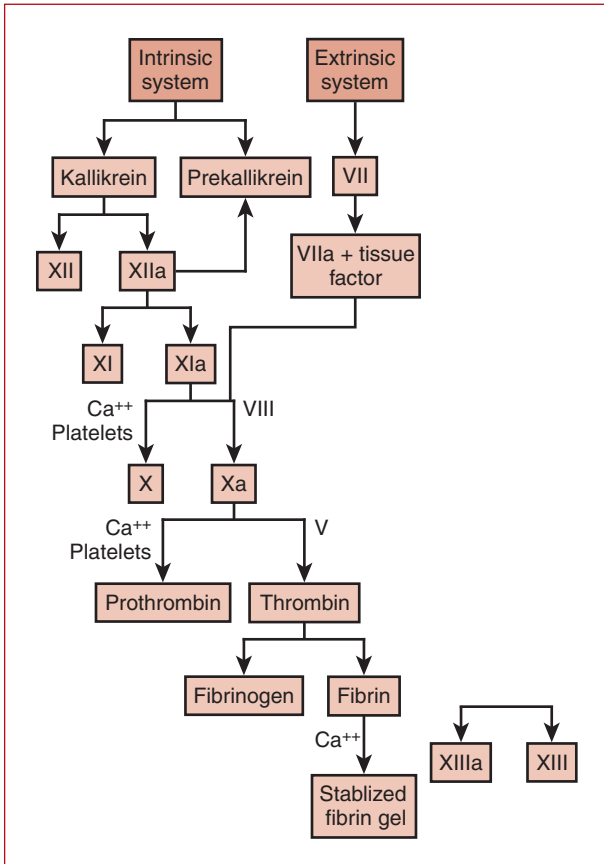 Intrinsic
system
Extrinsic
system
Kallikrein
Prekallikrein
VII
XII
XIIa
VIIa + tissue
factor
XI
XIa
Ca++
Platelets
VIII
X
Xa
Ca++
Platelets
V
Prothrombin
Thrombin
Fibrinogen
Fibrin
Ca++
XIIIa
XIII
Stablized
fibrin gel